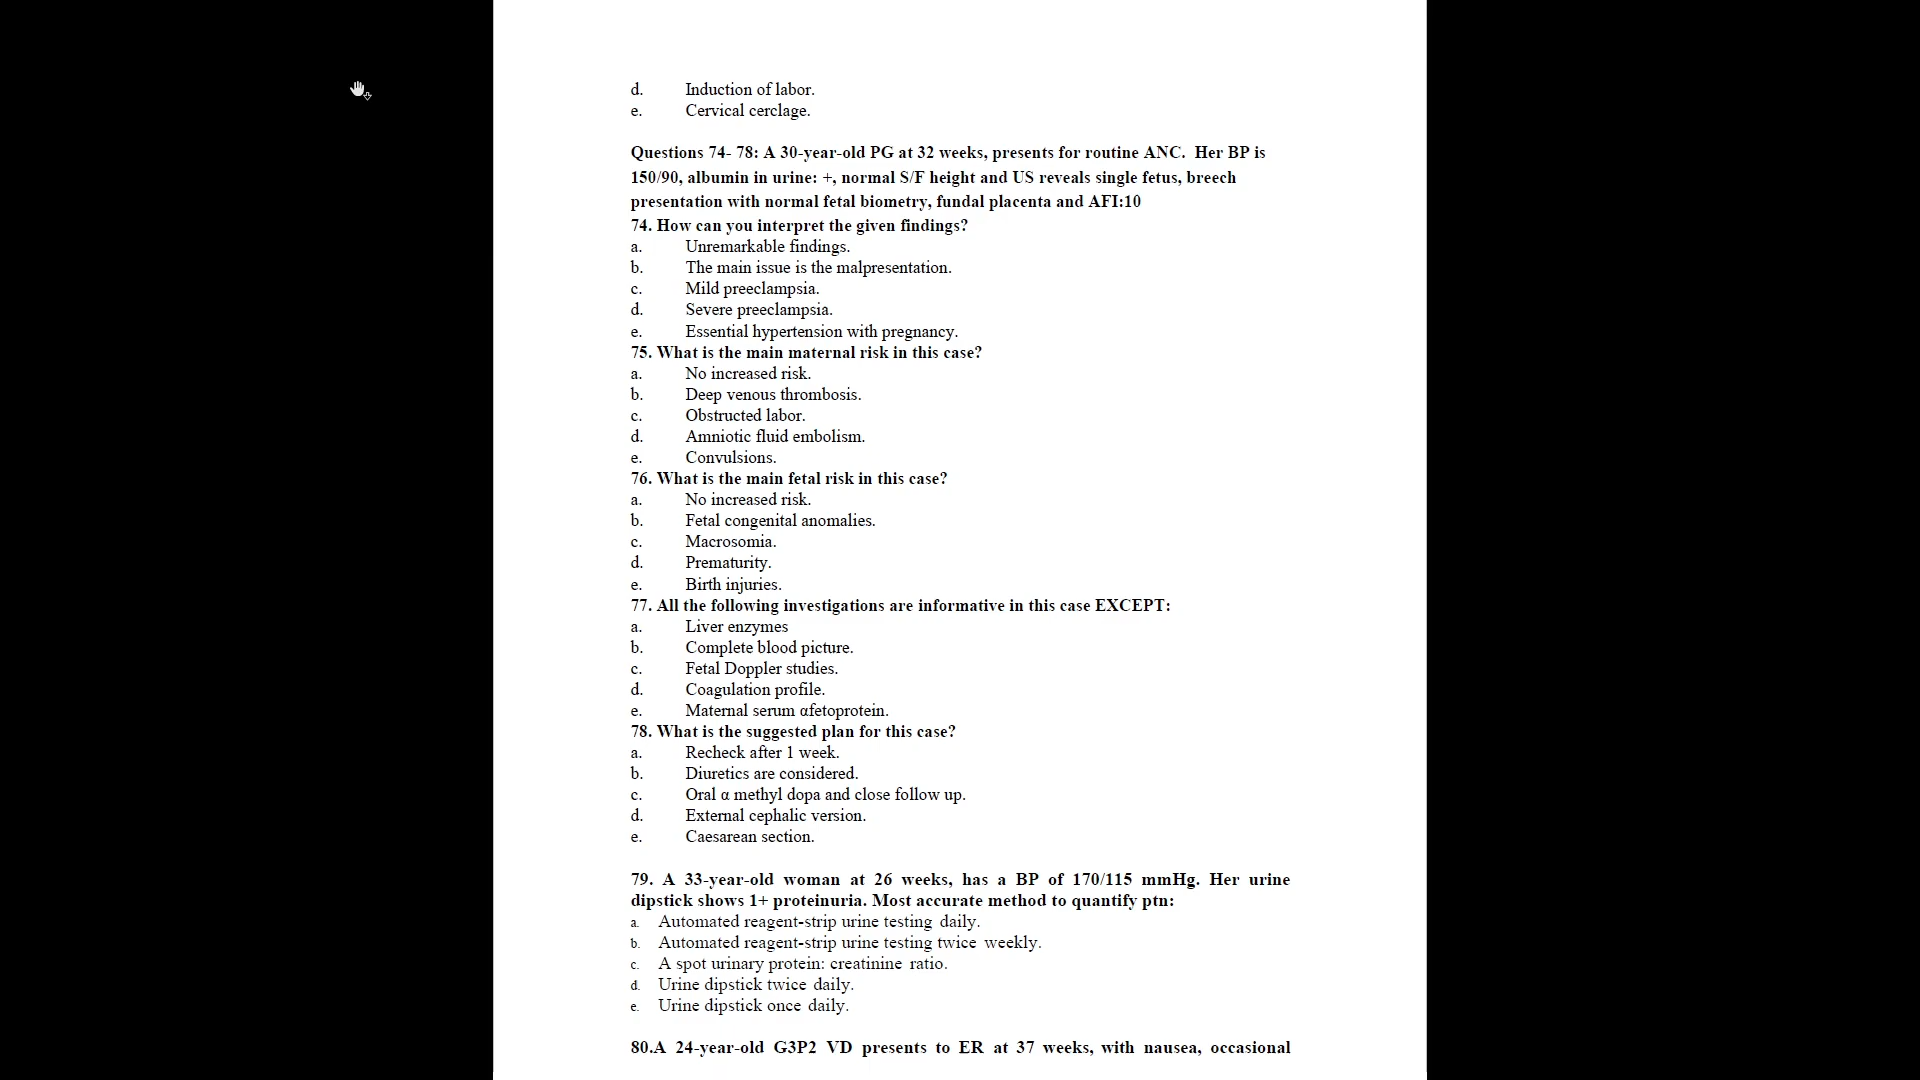 d. Induction of labor.
e. Cervical cerclage.
Questions 74- 78: A 30-year-old PG at 32 weeks, presents for routine ANC. Her BP is
150/90, albumin in urine: +, normal S/F height and US reveals single fetus, breech
presentation with normal fetal biometry, fundal placenta and AFI:10
74. How can you interpret the given findings?
a. Unremarkable findings.
b. The main issue is the malpresentation.
c. Mild preeclampsia.
d. Severe preeclampsia.
e. Essential hypertension with pregnancy.
75. What is the main maternal risk in this case?
a. No increased risk.
b. Deep venous thrombosis.
c. Obstructed labor.
d. Amniotic fluid embolism.
e. Convulsions.
76. What is the main fetal risk in this case?
a. No increased risk.
b. Fetal congenital anomalies.
c. Macrosomia.
d. Prematurity.
e. Birth injuries.
77. All the following investigations are informative in this case EXCEPT:
a. Liver enzymes
b. Complete blood picture.
c. Fetal Doppler studies.
d. Coagulation profile.
e. Maternal serum αfetoprotein.
78. What is the suggested plan for this case?
a. Recheck after 1 week.
b. Diuretics are considered.
c. Oral α methyl dopa and close follow up.
d. External cephalic version.
e. Caesarean section.
79. A 33-year-old woman at 26 weeks, has a BP of 170/115 mmHg. Her urine
dipstick shows 1+ proteinuria. Most accurate method to quantify ptn:
a. Automated reagent-strip urine testing daily.
b. Automated reagent-strip urine testing twice weekly.
c. A spot urinary protein: creatinine ratio.
d. Urine dipstick twice daily.
e. Urine dipstick once daily.
80.A 24-year-old G3P2 VD presents to ER at 37 weeks, with nausea, occasional